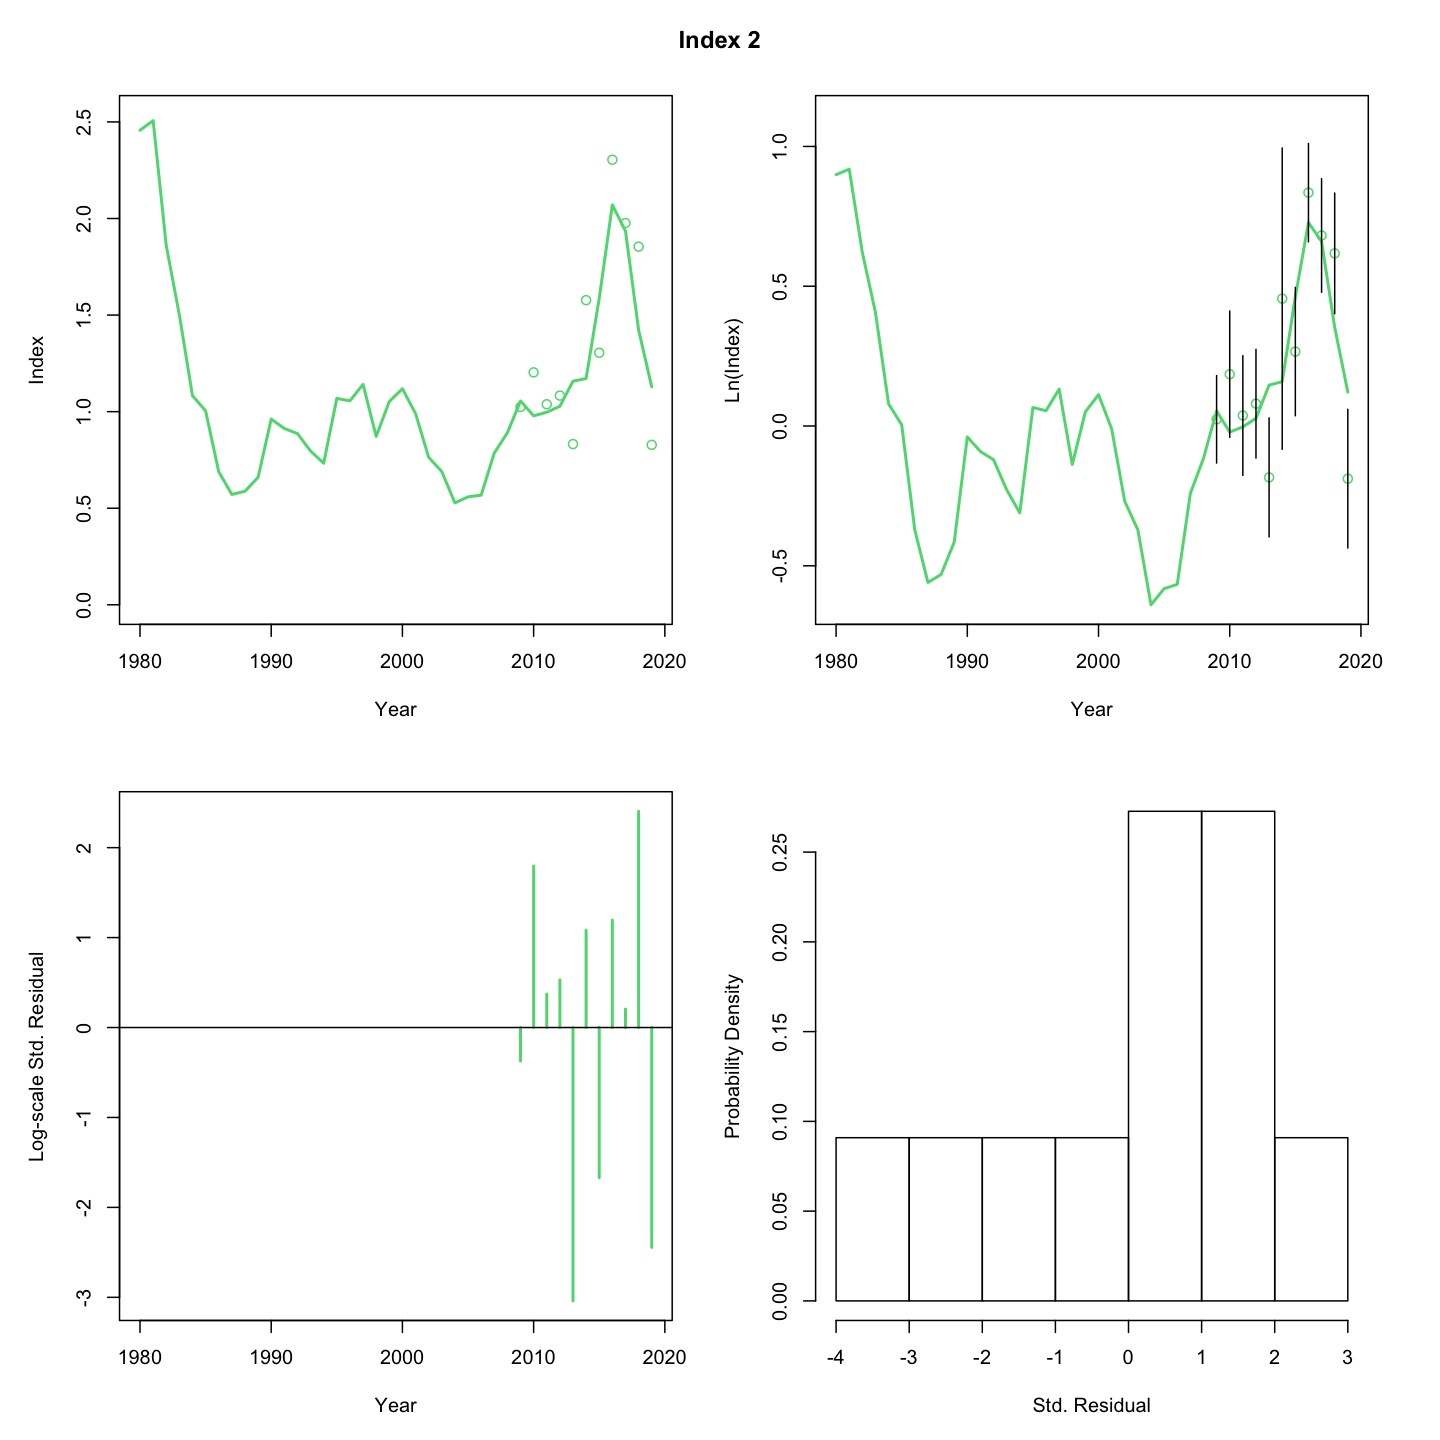 Index 2
Index
2.5
2.0
1.5
1.0
0.5
0.0
1980 1990 2000 2010 2020
Year
Ln(Index)
1.0
0.5
0.0
-0.5
1980 1990 2000 2010 2020
Year
Log-scale Std. Residual
2
1
0
-1
-2
-3
1980 1990 2000 2010 2020
Year
Probability Density
0.25
0.20
0.15
0.10
0.05
0.00
-4 -3 -2 -1 0 1 2 3
Std. Residual